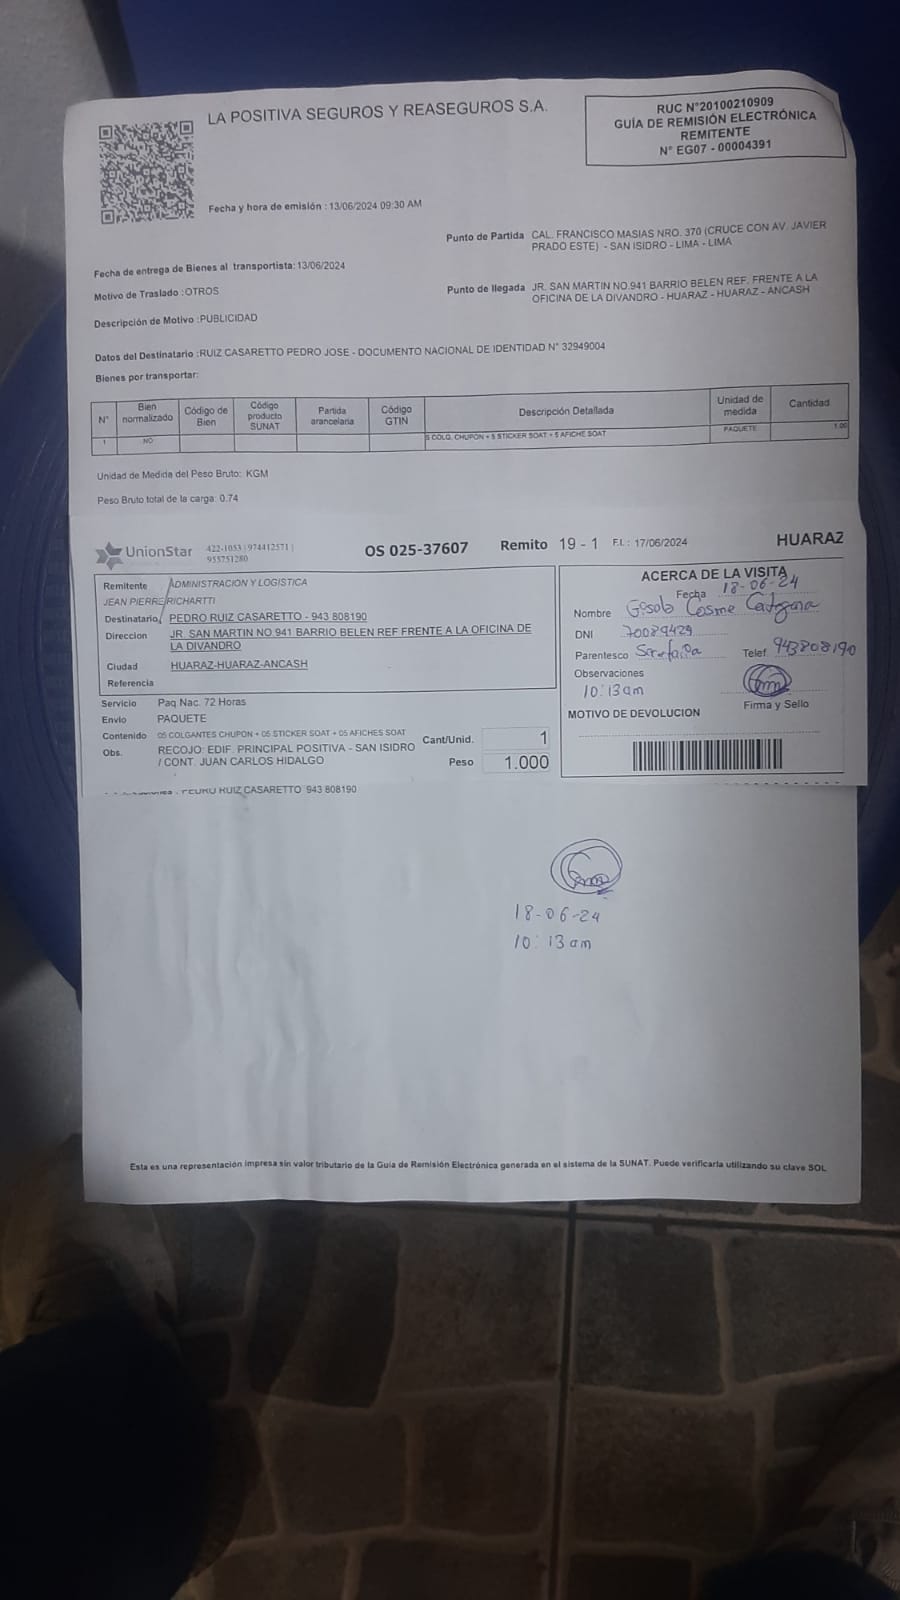 LA POSITIVA SEGUROS Y REASEGUROS S.A.
RUC N°20100210909
GUÍA DE REMISIÓN ELECTRÓNICA
REMITENTE
N° EG07 - 00004391
Fecha y hora de emisión : 13/06/2024 09:30 AM
Punto de Partida CAL. FRANCISCO MASIAS NRO. 370 (CRUCE CON AV. JAVIER
PRADO ESTE) - SAN ISIDRO - LIMA - LIMA
Fecha de entrega de Bienes al transportista: 13/06/2024
Motivo de Traslado :OTROS
Punto de llegada JR. SAN MARTIN NO.941 BARRIO BELEN REF. FRENTE A LA
OFICINA DE LA DIVANDRO - HUARAZ - HUARAZ - ANCASH
Descripción de Motivo :PUBLICIDAD
Datos del Destinatario :RUIZ CASARETTO PEDRO JOSE - DOCUMENTO NACIONAL DE IDENTIDAD N° 32949004
Bienes por transportar:
N° Bien normalizado Código de Bien Código producto SUNAT Partida arancelaria Código GTIN Descripción Detallada Unidad de medida Cantidad
1 NO 5 COLG. CHUPON + 5 STICKER SOAT + 5 AFICHE SOAT PAQUETE 1.00
Unidad de Medida del Peso Bruto: KGM
Peso Bruto total de la carga: 0.74
UnionStar 422-1053 | 974412571 |
955751280
OS 025-37607 Remito 19 - 1 F.I.: 17/06/2024 HUARAZ
Remitente ADMINISTRACION Y LOGISTICA
JEAN PIERRE RICHARTTI
Destinatario PEDRO RUIZ CASARETTO - 943 808190
Direccion JR. SAN MARTIN NO.941 BARRIO BELEN REF FRENTE A LA OFICINA DE
LA DIVANDRO
Ciudad HUARAZ-HUARAZ-ANCASH
Referencia
Servicio Paq Nac. 72 Horas
Envio PAQUETE
Contenido 05 COLGANTES CHUPON + 05 STICKER SOAT + 05 AFICHES SOAT
Obs. RECOJO: EDIF. PRINCIPAL POSITIVA - SAN ISIDRO
/ CONT. JUAN CARLOS HIDALGO
Cant/Unid. 1
Peso 1.000
ACERCA DE LA VISITA
Fecha 18-06-24
Nombre Cosme
DNI 70089429
Parentesco
Telef. 943808190
Observaciones
10:13am
Firma y Sello
MOTIVO DE DEVOLUCION
PEDRO RUIZ CASARETTO 943 808190
18-06-24
10:13 am
Esta es una representación impresa sin valor tributario de la Guía de Remisión Electrónica generada en el sistema de la SUNAT. Puede verificarla utilizando su clave SOL